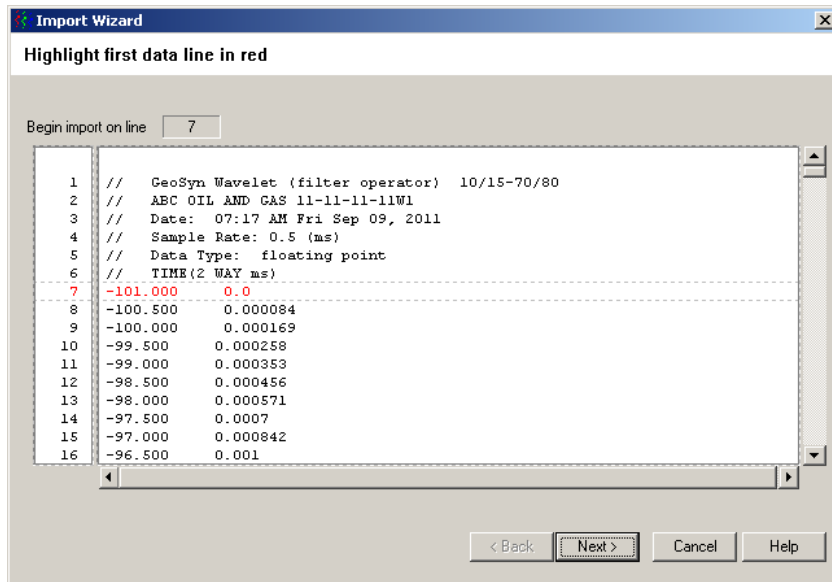 Import Wizard
Highlight first data line in red
Begin import on line 7
1 // GeoSyn Wavelet (filter operator) 10/15-70/80
2 // ABC OIL AND GAS 11-11-11-11W1
3 // Date: 07:17 AM Fri Sep 09, 2011
4 // Sample Rate: 0.5 (ms)
5 // Data Type: floating point
6 // TIME(2 WAY ms)
7 -101.000 0.0
8 -100.500 0.000084
9 -100.000 0.000169
10 -99.500 0.000258
11 -99.000 0.000353
12 -98.500 0.000456
13 -98.000 0.000571
14 -97.500 0.0007
15 -97.000 0.000842
16 -96.500 0.001
< Back Next > Cancel Help